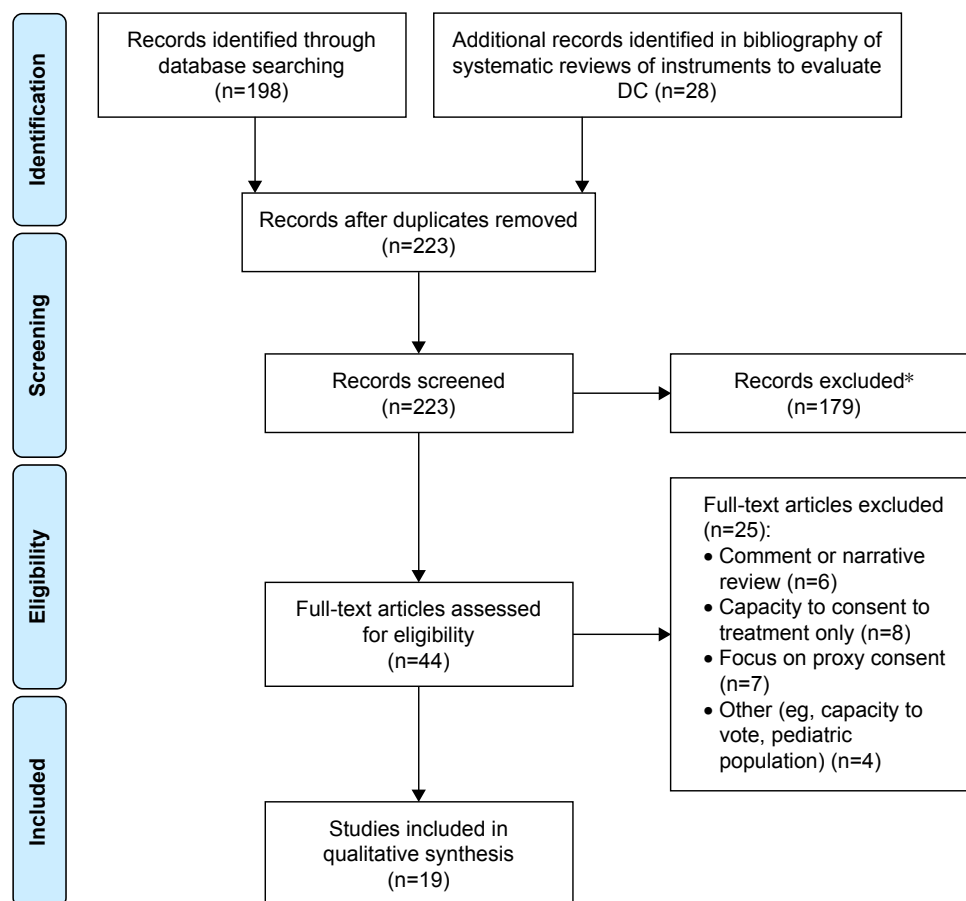 Identification
Records identified through
database searching
(n=198)
Additional records identified in bibliography of
systematic reviews of instruments to evaluate
DC (n=28)
Records after duplicates removed
(n=223)
Screening
Records screened
(n=223)
Records excluded*
(n=179)
Eligibility
Full-text articles assessed
for eligibility
(n=44)
Full-text articles excluded
(n=25):
• Comment or narrative
review (n=6)
• Capacity to consent to
treatment only (n=8)
• Focus on proxy consent
(n=7)
• Other (eg, capacity to
vote, pediatric
population) (n=4)
Included
Studies included in
qualitative synthesis
(n=19)